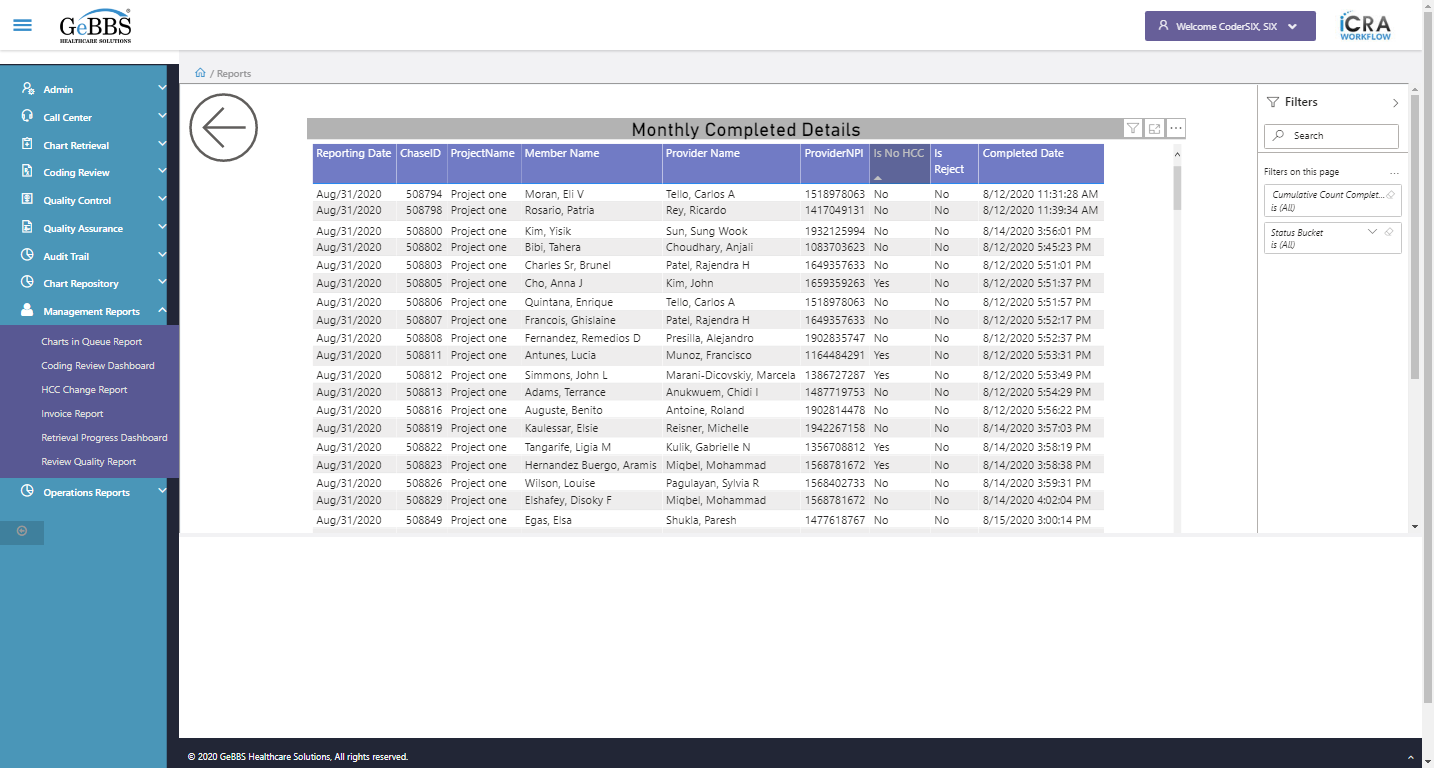 GeBBS
HEALTHCARE SOLUTIONS
Welcome CoderSIX, SIX
iCRA
WORKFLOW
/ Reports
Admin
Call Center
Chart Retrieval
Coding Review
Quality Control
Quality Assurance
Audit Trail
Chart Repository
Management Reports
Charts in Queue Report
Coding Review Dashboard
HCC Change Report
Invoice Report
Retrieval Progress Dashboard
Review Quality Report
Operations Reports
Monthly Completed Details
Reporting Date ChaseID ProjectName Member Name Provider Name ProviderNPI Is No HCC Is Reject Completed Date
Aug/31/2020 508794 Project one Moran, Eli V Tello, Carlos A 1518978063 No No 8/12/2020 11:31:28 AM
Aug/31/2020 508798 Project one Rosario, Patria Rey, Ricardo 1417049131 No No 8/12/2020 11:39:34 AM
Aug/31/2020 508800 Project one Kim, Yisik Sun, Sung Wook 1932125994 No No 8/14/2020 3:56:01 PM
Aug/31/2020 508802 Project one Bibi, Tahera Choudhary, Anjali 1083703623 No No 8/12/2020 5:45:23 PM
Aug/31/2020 508803 Project one Charles Sr, Brunel Patel, Rajendra H 1649357633 No No 8/12/2020 5:51:01 PM
Aug/31/2020 508805 Project one Cho, Anna J Kim, John 1659359263 Yes No 8/12/2020 5:51:37 PM
Aug/31/2020 508806 Project one Quintana, Enrique Tello, Carlos A 1518978063 No No 8/12/2020 5:51:57 PM
Aug/31/2020 508807 Project one Francois, Ghislaine Patel, Rajendra H 1649357633 No No 8/12/2020 5:52:17 PM
Aug/31/2020 508808 Project one Fernandez, Remedios D Presilla, Alejandro 1902835747 No No 8/12/2020 5:52:37 PM
Aug/31/2020 508811 Project one Antunes, Lucia Munoz, Francisco 1164484291 Yes No 8/12/2020 5:53:31 PM
Aug/31/2020 508812 Project one Simmons, John L Marani-Dicovskiy, Marcela 1386727287 Yes No 8/12/2020 5:53:49 PM
Aug/31/2020 508813 Project one Adams, Terrance Anukwuem, Chidi I 1487719753 No No 8/12/2020 5:54:29 PM
Aug/31/2020 508816 Project one Auguste, Benito Antoine, Roland 1902814478 No No 8/12/2020 5:56:22 PM
Aug/31/2020 508819 Project one Kaulessar, Elsie Reisner, Michelle 1942267158 No No 8/14/2020 3:57:03 PM
Aug/31/2020 508822 Project one Tangarife, Ligia M Kulik, Gabrielle N 1356708812 Yes No 8/14/2020 3:58:19 PM
Aug/31/2020 508823 Project one Hernandez Buergo, Aramis Miqbel, Mohammad 1568781672 Yes No 8/14/2020 3:58:38 PM
Aug/31/2020 508826 Project one Wilson, Louise Pagulayan, Sylvia R 1568402733 No No 8/14/2020 3:59:31 PM
Aug/31/2020 508829 Project one Elshafey, Disoky F Miqbel, Mohammad 1568781672 No No 8/14/2020 4:02:04 PM
Aug/31/2020 508849 Project one Egas, Elsa Shukla, Paresh 1477618767 No No 8/15/2020 3:00:14 PM
Filters
Search
Filters on this page
Cumulative Count Complet...
is (All)
Status Bucket
is (All)
© 2020 GeBBS Healthcare Solutions, All rights reserved.